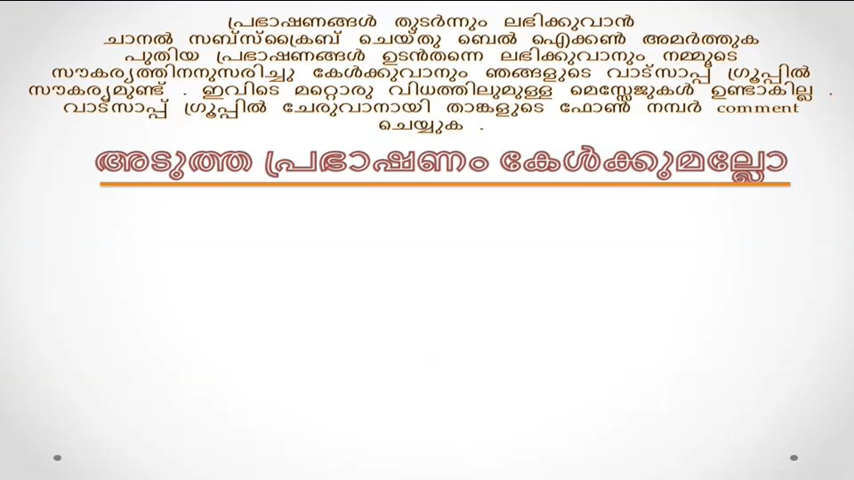 പ്രഭാഷണങ്ങൾ തുടർന്നും ലഭിക്കുവാൻ
ചാനൽ സബ്സ്ക്രൈബ് ചെയ്തു ബെൽ ഐക്കൺ അമർത്തുക
പുതിയ പ്രഭാഷണങ്ങൾ ഉടൻതന്നെ ലഭിക്കുവാനും നമ്മുടെ
സൗകര്യത്തിനനുസരിച്ചു കേൾക്കുവാനും ഞങ്ങളുടെ വാട്സാപ്പ് ഗ്രൂപ്പിൽ
സൗകര്യമുണ്ട് . ഇവിടെ മറ്റൊരു വിധത്തിലുമുള്ള മെസ്സേജുകൾ ഉണ്ടാകില്ല .
വാട്സാപ്പ് ഗ്രൂപ്പിൽ ചേരുവാനായി താങ്കളുടെ ഫോൺ നമ്പർ comment
ചെയ്യുക .
അടുത്ത പ്രഭാഷണം കേൾക്കുമല്ലോ